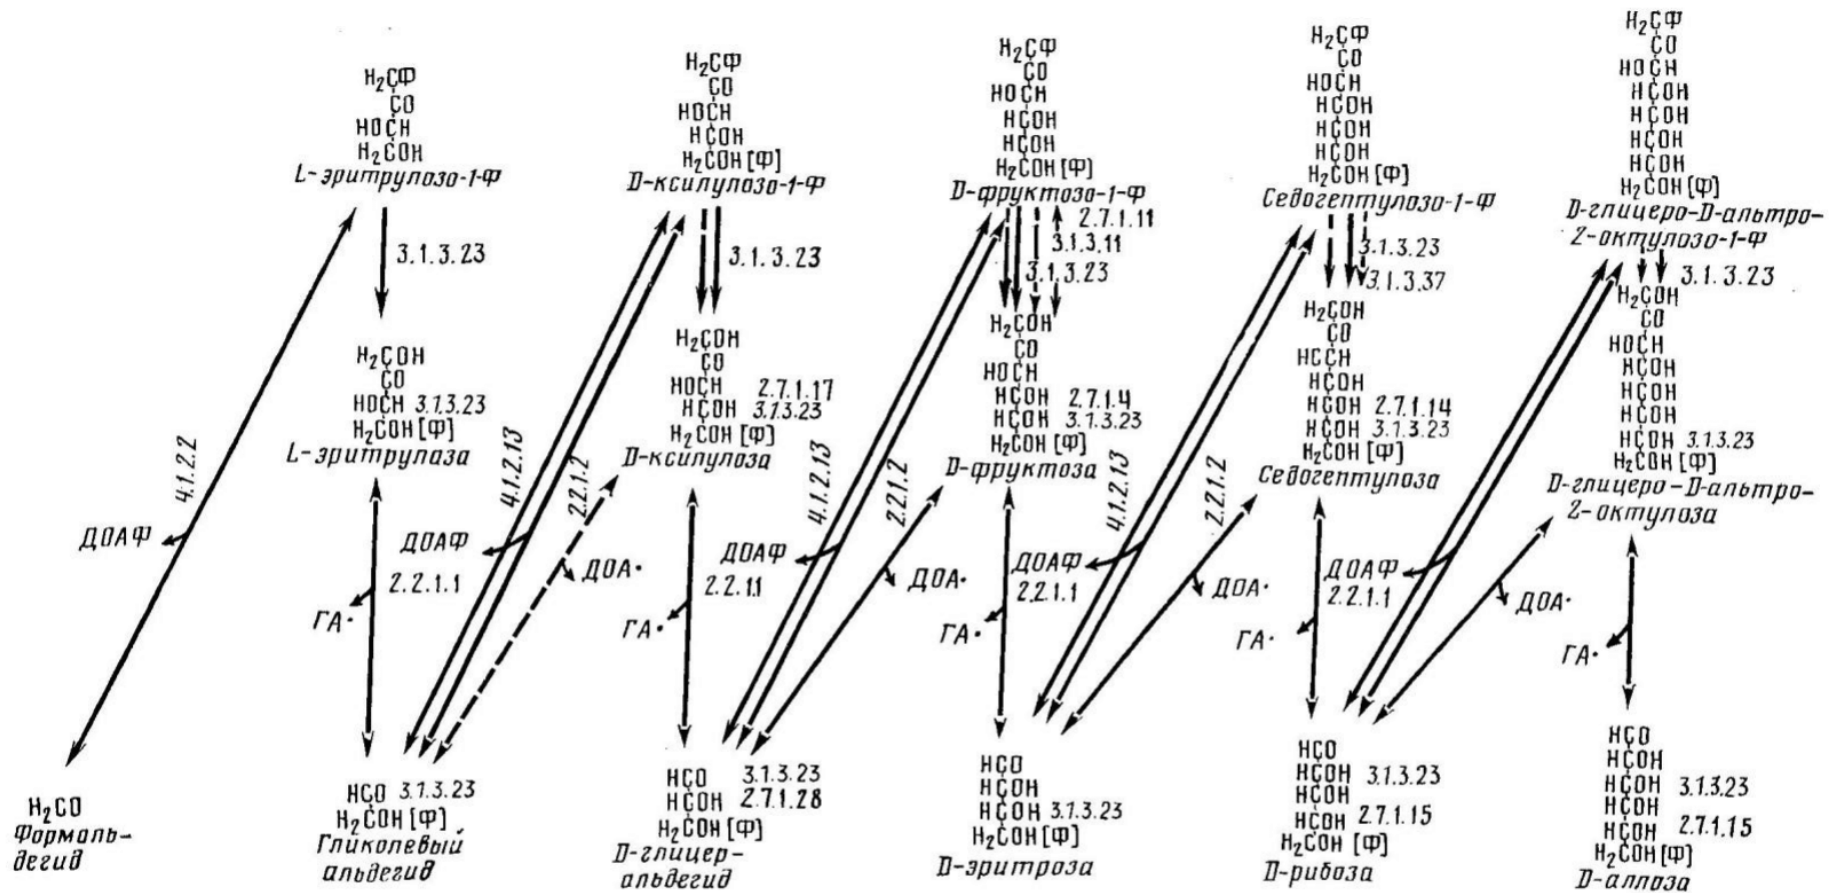 H₂CФ
CO
HOCH
H₂COH
L-эритрулозо-1-Ф
H₂CФ
CO
HOCH
HCOH
H₂COH[Ф]
D-ксилулозо-1-Ф
H₂CФ
CO
HOCH
HCOH
HCOH
H₂COH[Ф]
D-фруктозо-1-Ф
H₂CФ
CO
HOCH
HCOH
HCOH
HCOH
H₂COH[Ф]
Седогептулозо-1-Ф
H₂CФ
CO
HOCH
HCOH
HCOH
HCOH
HCOH
H₂COH[Ф]
D-глицеро-D-альтро-
2-октулозо-1-Ф
3.1.3.23
3.1.3.23
2.7.1.11
3.1.3.11
3.1.3.23
3.1.3.23
3.1.3.37
3.1.3.23
H₂COH
CO
HOCH 3.1.3.23
H₂COH[Ф]
L-эритрулаза
H₂COH
CO
HOCH 2.7.1.17
HCOH 3.1.3.23
H₂COH[Ф]
D-ксилулоза
H₂COH
CO
HOCH
HCOH 2.7.1.4
HCOH 3.1.3.23
H₂COH[Ф]
D-фруктоза
H₂COH
CO
HCCH
HCOH
HCOH 2.7.1.14
HCOH 3.1.3.23
H₂COH[Ф]
Седогептулоза
H₂COH
CO
HOCH
HCOH
HCOH
HCOH
HCOH 3.1.3.23
H₂COH[Ф]
D-глицеро-D-альтро-
2-октулоза
4.1.2.2
ДОАФ
2.2.1.1
ГА·
4.1.2.13
ДОАФ
2.2.1.2
ДОА·
2.2.1.1
ГА·
4.1.2.13
ДОАФ
2.2.1.2
ДОА·
2.2.1.1
ГА·
4.1.2.13
ДОАФ
2.2.1.2
ДОА·
2.2.1.1
ГА·
ДОАФ
ДОА·
ГА·
H₂CO
Формаль-
дегид
HCO 3.1.3.23
H₂COH[Ф]
Гликолевый
альдегид
HCO 3.1.3.23
HCOH 2.7.1.28
H₂COH[Ф]
D-глицер-
альдегид
HCO
HCOH
HCOH 3.1.3.23
H₂COH[Ф]
D-эритроза
HCO
HCOH 3.1.3.23
HCOH
HCOH 2.7.1.15
H₂COH[Ф]
D-рибоза
HCO
HCOH
HCOH 3.1.3.23
HCOH
HCOH 2.7.1.15
H₂COH[Ф]
D-аллоза